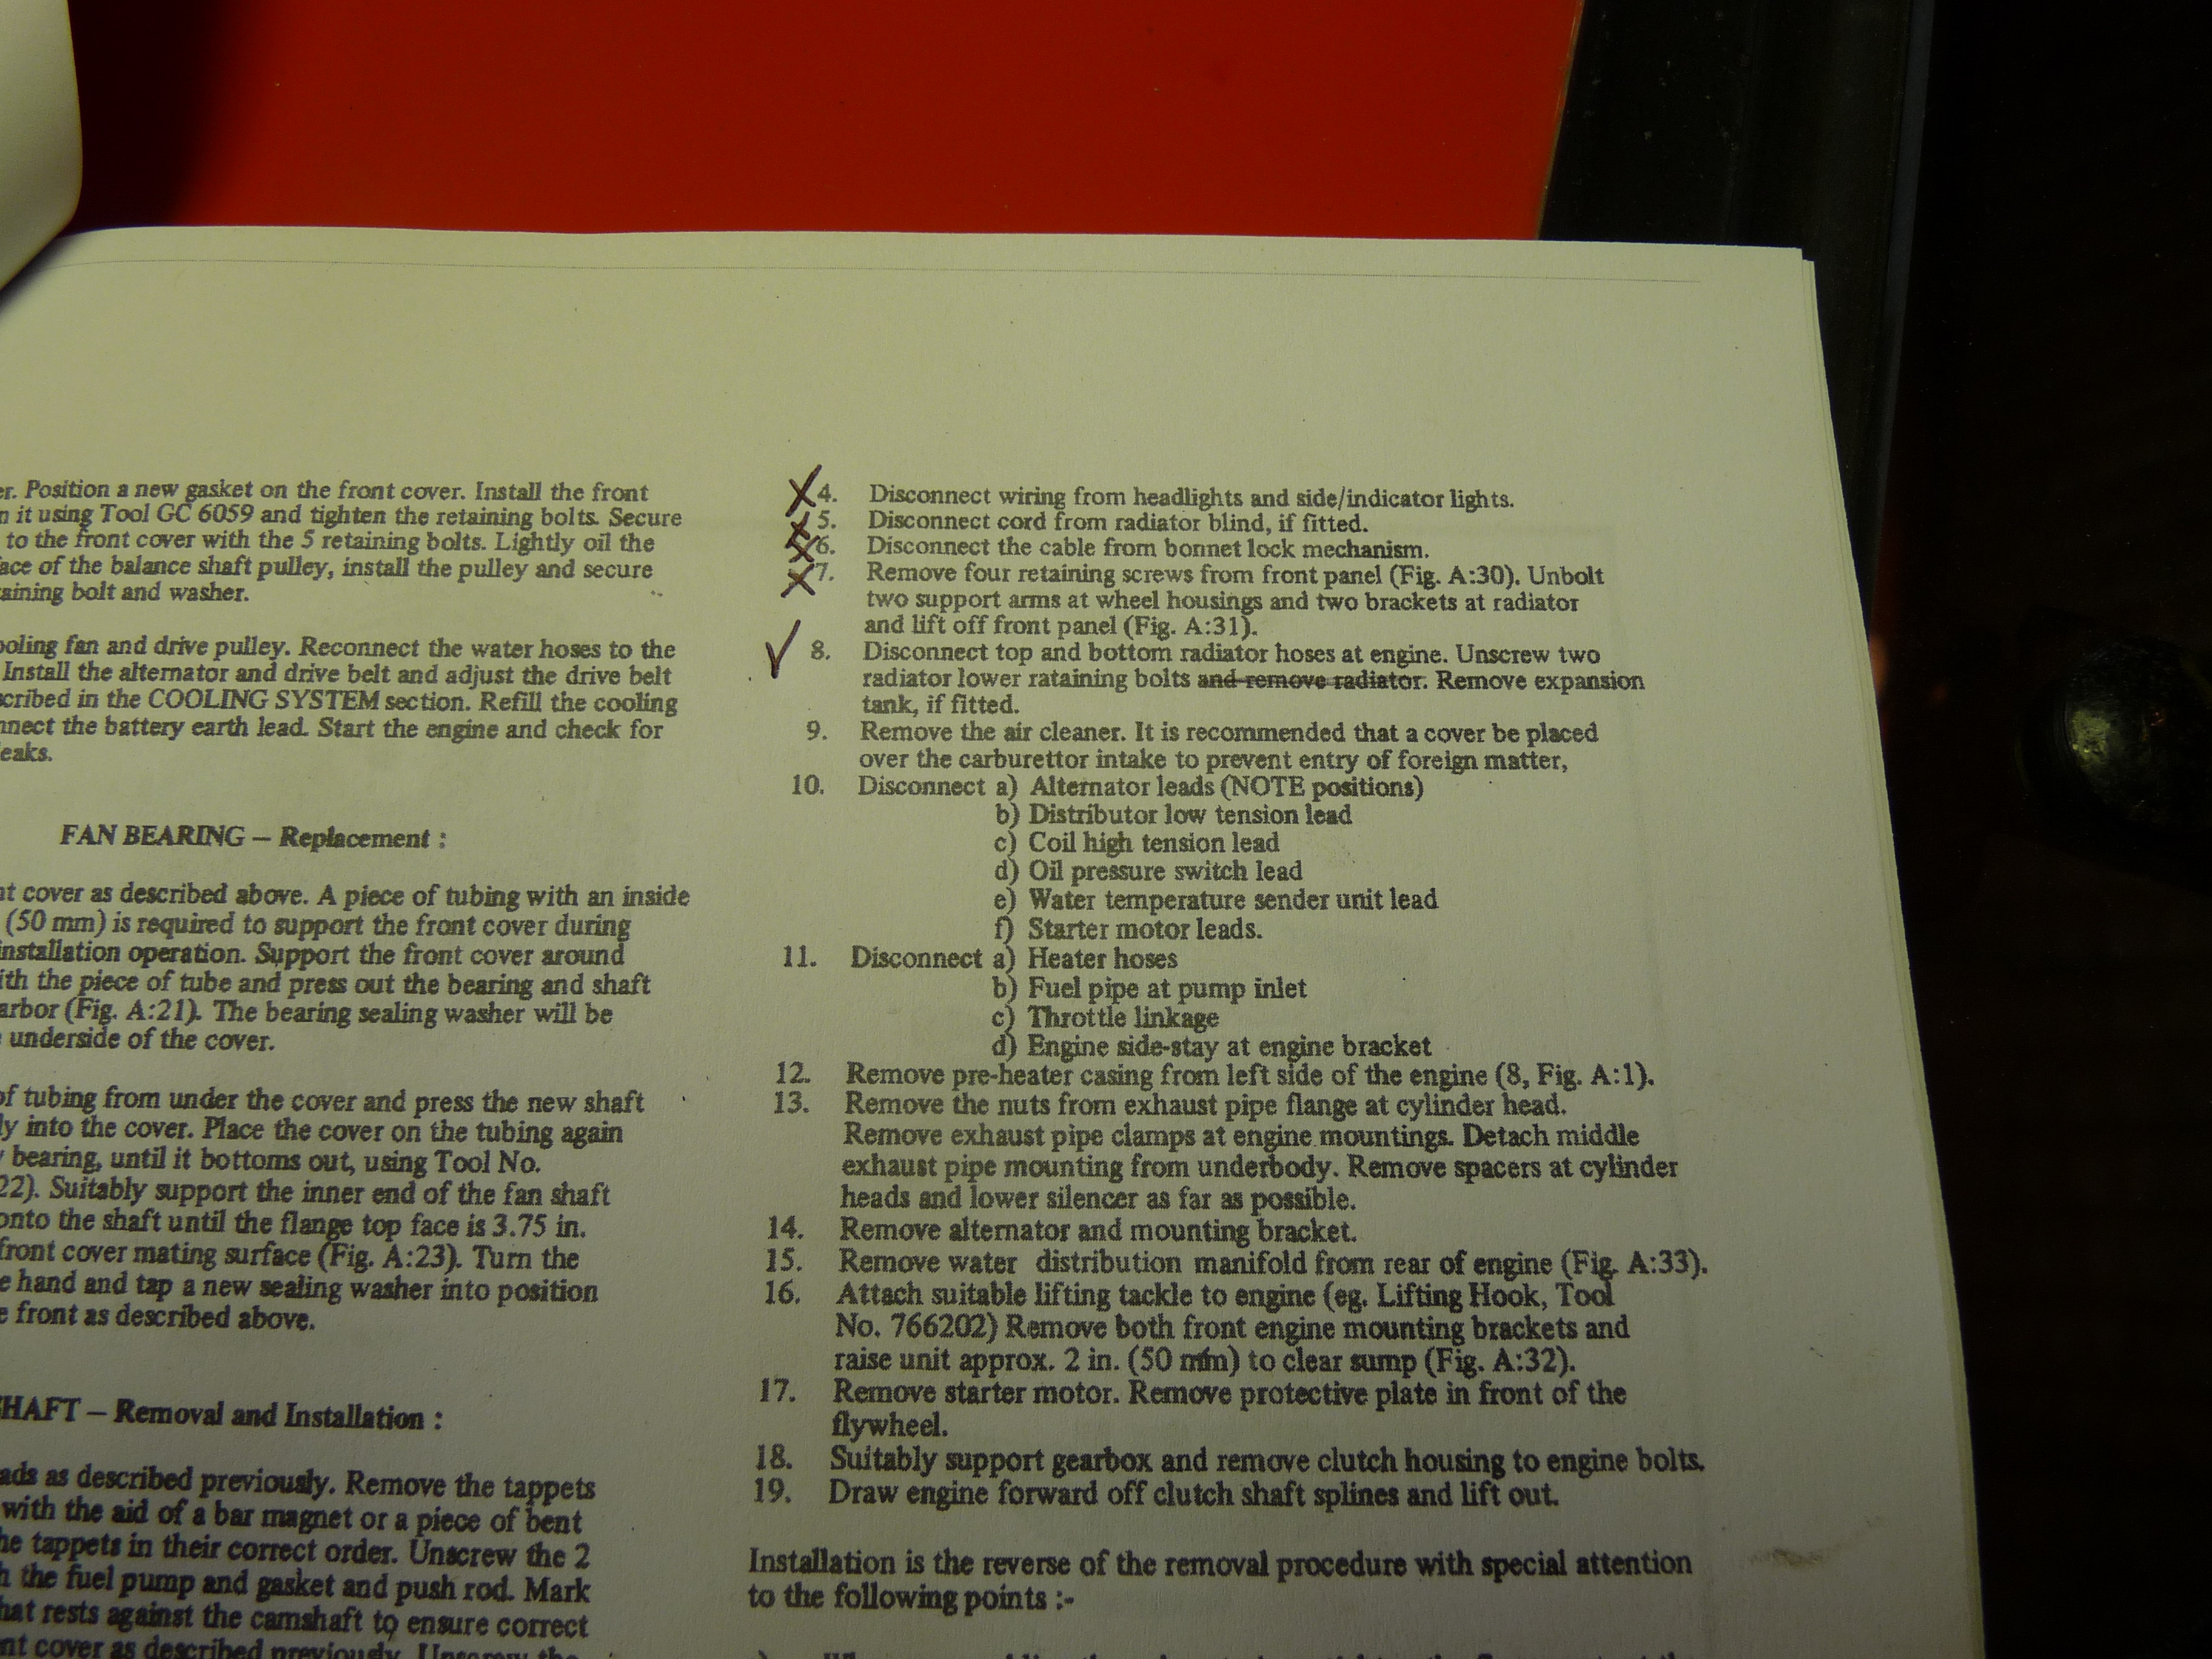 er. Position a new gasket on the front cover. Install the front
n it using Tool GC 6059 and tighten the retaining bolts. Secure
to the front cover with the 5 retaining bolts. Lightly oil the
ace of the balance shaft pulley, install the pulley and secure
aining bolt and washer.
ooling fan and drive pulley. Reconnect the water hoses to the
Install the alternator and drive belt and adjust the drive belt
scribed in the COOLING SYSTEM section. Refill the cooling
nnect the battery earth lead. Start the engine and check for
eaks.
FAN BEARING — Replacement :
nt cover as described above. A piece of tubing with an inside
(50 mm) is required to support the front cover during
installation operation. Support the front cover around
ith the piece of tube and press out the bearing and shaft
arbor (Fig. A:21). The bearing sealing washer will be
underside of the cover.
of tubing from under the cover and press the new shaft
ly into the cover. Place the cover on the tubing again
bearing, until it bottoms out, using Tool No.
22). Suitably support the inner end of the fan shaft
onto the shaft until the flange top face is 3.75 in.
front cover mating surface (Fig. A:23). Turn the
e hand and tap a new sealing washer into position
e front as described above.
HAFT — Removal and Installation :
ads as described previously. Remove the tappets
with the aid of a bar magnet or a piece of bent
he tappets in their correct order. Unscrew the 2
h the fuel pump and gasket and push rod. Mark
hat rests against the camshaft to ensure correct
nt cover as described previously. Unscrew the
X 4. Disconnect wiring from headlights and side/indicator lights.
X 5. Disconnect cord from radiator blind, if fitted.
X 6. Disconnect the cable from bonnet lock mechanism.
X 7. Remove four retaining screws from front panel (Fig. A:30). Unbolt
two support arms at wheel housings and two brackets at radiator
and lift off front panel (Fig. A:31).
✓ 8. Disconnect top and bottom radiator hoses at engine. Unscrew two
radiator lower rataining bolts and remove radiator. Remove expansion
tank, if fitted.
9. Remove the air cleaner. It is recommended that a cover be placed
over the carburettor intake to prevent entry of foreign matter,
10. Disconnect a) Alternator leads (NOTE positions)
b) Distributor low tension lead
c) Coil high tension lead
d) Oil pressure switch lead
e) Water temperature sender unit lead
f) Starter motor leads.
11. Disconnect a) Heater hoses
b) Fuel pipe at pump inlet
c) Throttle linkage
d) Engine side-stay at engine bracket
12. Remove pre-heater casing from left side of the engine (8, Fig. A:1).
13. Remove the nuts from exhaust pipe flange at cylinder head.
Remove exhaust pipe clamps at engine mountings. Detach middle
exhaust pipe mounting from underbody. Remove spacers at cylinder
heads and lower silencer as far as possible.
14. Remove alternator and mounting bracket.
15. Remove water distribution manifold from rear of engine (Fig. A:33).
16. Attach suitable lifting tackle to engine (eg. Lifting Hook, Tool
No. 766202) Remove both front engine mounting brackets and
raise unit approx. 2 in. (50 mm) to clear sump (Fig. A:32).
17. Remove starter motor. Remove protective plate in front of the
flywheel.
18. Suitably support gearbox and remove clutch housing to engine bolts.
19. Draw engine forward off clutch shaft splines and lift out.
Installation is the reverse of the removal procedure with special attention
to the following points :-